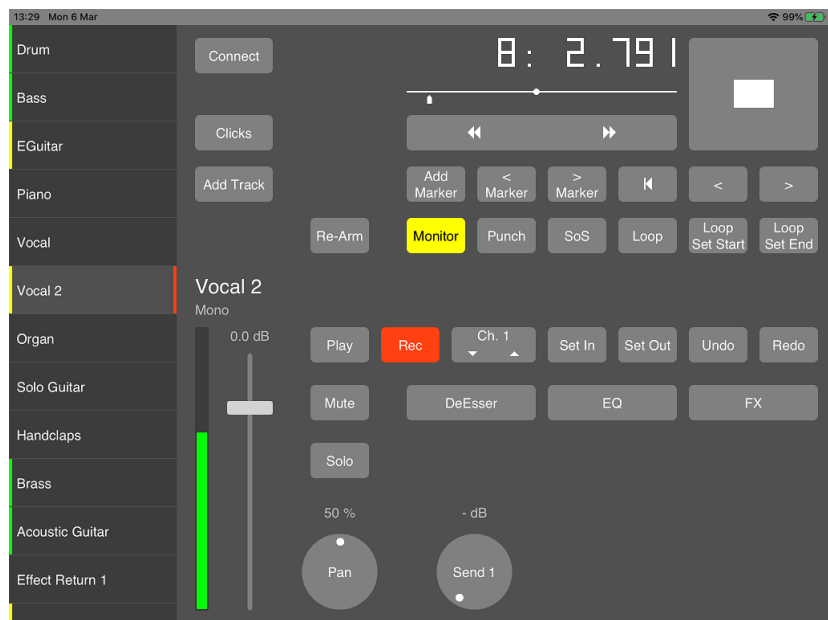 13:29 Mon 6 Mar
99%
Drum
Bass
EGuitar
Piano
Vocal
Vocal 2
Organ
Solo Guitar
Handclaps
Brass
Acoustic Guitar
Effect Return 1
Connect
8: 2.791
Clicks
Add Track
Add Marker
< Marker
> Marker
<
>
Re-Arm
Monitor
Punch
SoS
Loop
Loop Set Start
Loop Set End
Vocal 2
Mono
0.0 dB
Play
Rec
Ch. 1
Set In
Set Out
Undo
Redo
Mute
DeEsser
EQ
FX
Solo
50 %
- dB
Pan
Send 1